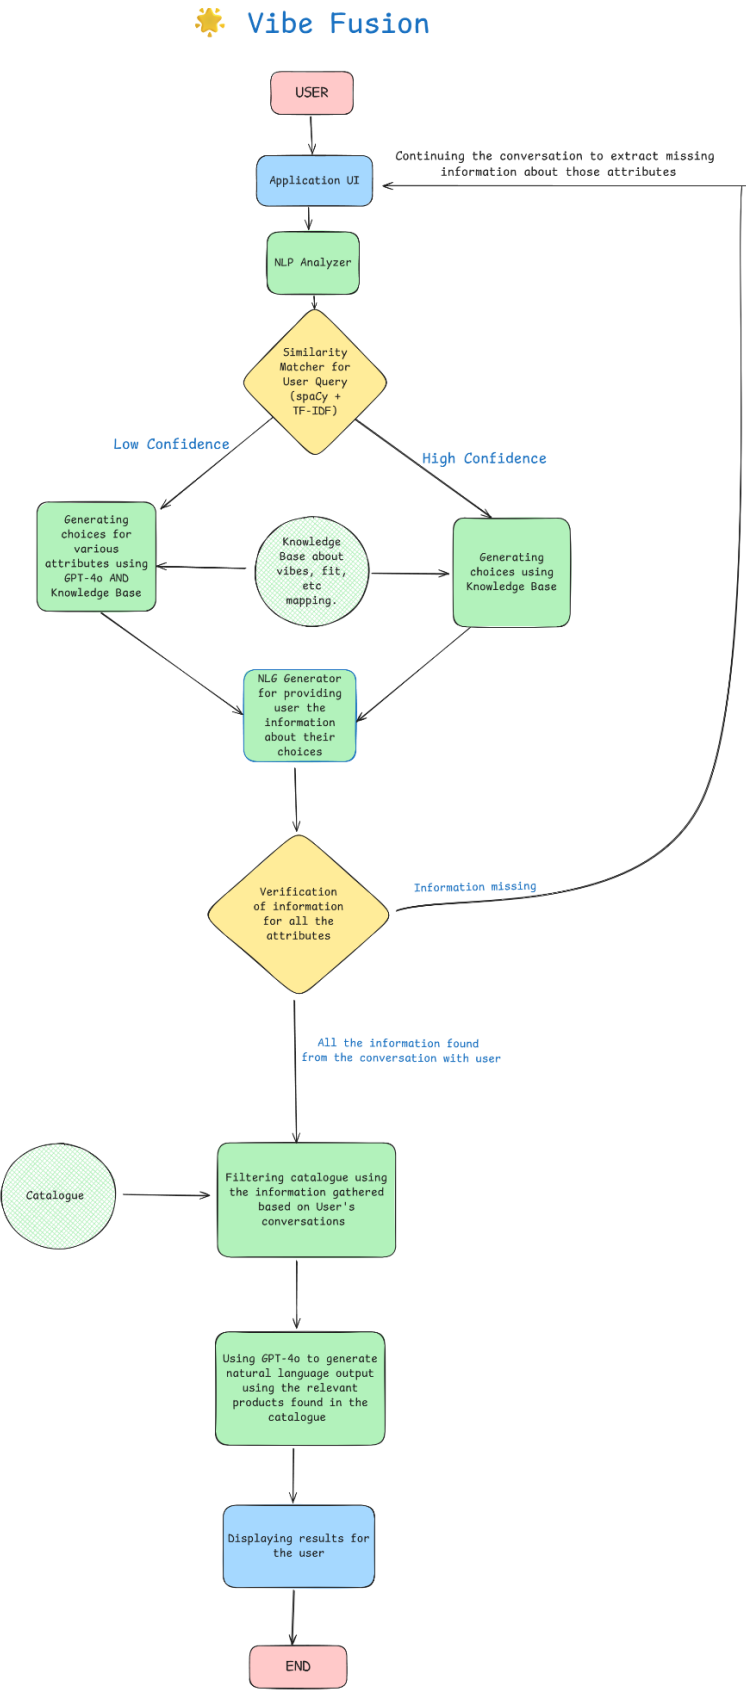 🌟 Vibe Fusion
USER
Continuing the conversation to extract missing
information about those attributes
Application UI
NLP Analyzer
Similarity
Matcher for
User Query
(spaCy +
TF-IDF)
Low Confidence
High Confidence
Generating
choices for
various
attributes using
GPT-4o AND
Knowledge Base
Knowledge
Base about
vibes, fit,
etc
mapping.
Generating
choices using
Knowledge Base
NLG Generator
for providing
user the
information
about their
choices
Information missing
Verification
of information
for all the
attributes
All the information found
from the conversation with user
Catalogue
Filtering catalogue using
the information gathered
based on User's
conversations
Using GPT-4o to generate
natural language output
using the relevant
products found in the
catalogue
Displaying results for
the user
END